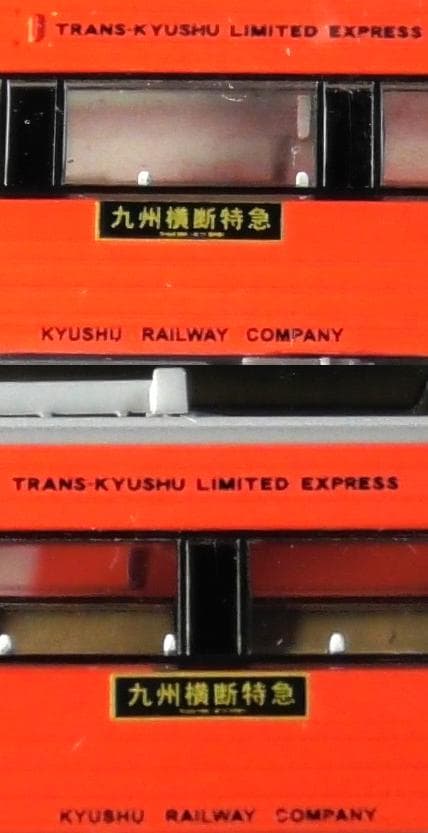 TRANS-KYUSHU LIMITED EXPRESS
九州横断特急
KYUSHU RAILWAY COMPANY
TRANS-KYUSHU LIMITED EXPRESS
九州横断特急
KYUSHU RAILWAY COMPANY